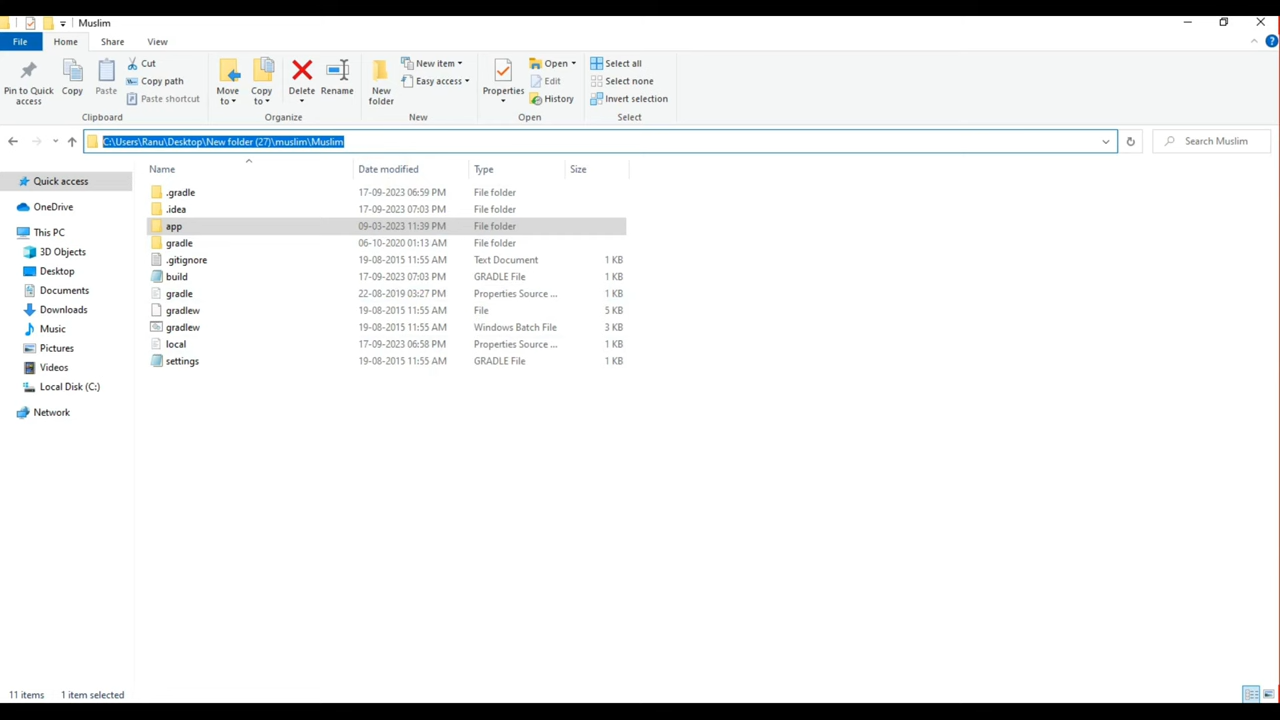 Muslim
File Home Share View
Pin to Quick access
Copy
Paste
Cut
Copy path
Paste shortcut
Clipboard
Move to
Copy to
Delete
Rename
Organize
New folder
New item
Easy access
New
Properties
Open
Edit
History
Open
Select all
Select none
Invert selection
Select
C:\Users\Ranu\Desktop\New folder (27)\muslim\Muslim
Search Muslim
Quick access
OneDrive
This PC
3D Objects
Desktop
Documents
Downloads
Music
Pictures
Videos
Local Disk (C:)
Network
Name Date modified Type Size
.gradle 17-09-2023 06:59 PM File folder
.idea 17-09-2023 07:03 PM File folder
app 09-03-2023 11:39 PM File folder
gradle 06-10-2020 01:13 AM File folder
.gitignore 19-08-2015 11:55 AM Text Document 1 KB
build 17-09-2023 07:03 PM GRADLE File 1 KB
gradle 22-08-2019 03:27 PM Properties Source ... 1 KB
gradlew 19-08-2015 11:55 AM File 5 KB
gradlew 19-08-2015 11:55 AM Windows Batch File 3 KB
local 17-09-2023 06:58 PM Properties Source ... 1 KB
settings 19-08-2015 11:55 AM GRADLE File 1 KB
11 items 1 item selected